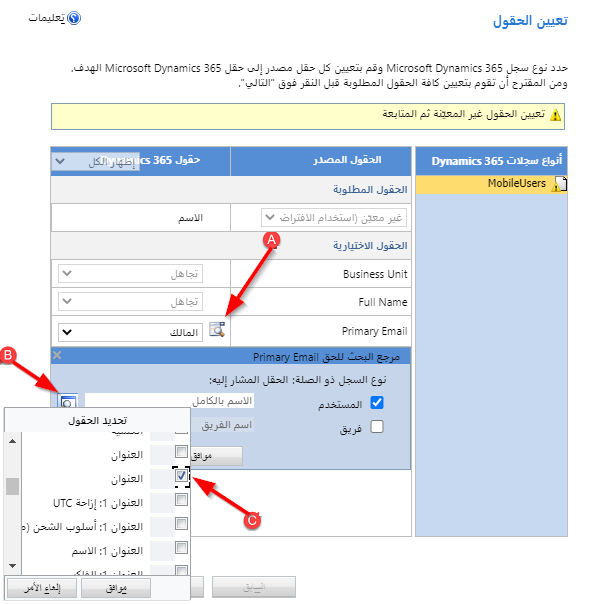 تعيين الحقول
تعليمات
حدد نوع سجل Microsoft Dynamics 365 وقم بتعيين كل حقل مصدر إلى حقل Microsoft Dynamics 365 الهدف.
ومن المقترح أن تقوم بتعيين كافة الحقول المطلوبة قبل النقر فوق "التالي".
تعيين الحقول غير المعيّنة ثم المتابعة
أنواع سجلات Dynamics 365
الحقول المصدر
حقول Dynamics 365
إظهار الكل
MobileUsers
الحقول المطلوبة
غير معيّن (استخدام الافتراض
الاسم
الحقول الاختيارية
A
Business Unit
تجاهل
Full Name
تجاهل
Primary Email
المالك
مرجع البحث للحق Primary Email
B
نوع السجل ذو الصلة: الحقل المشار إليه:
المستخدم
الاسم بالكامل
فريق
اسم الفريق
موافق
تحديد الحقول
العنوان
العنوان
C
العنوان 1: إزاحة UTC
العنوان 1: أسلوب الشحن (م
العنوان 1: الاسم
العنوان 1: الفاكس
موافق
إلغاء الأمر
السابق